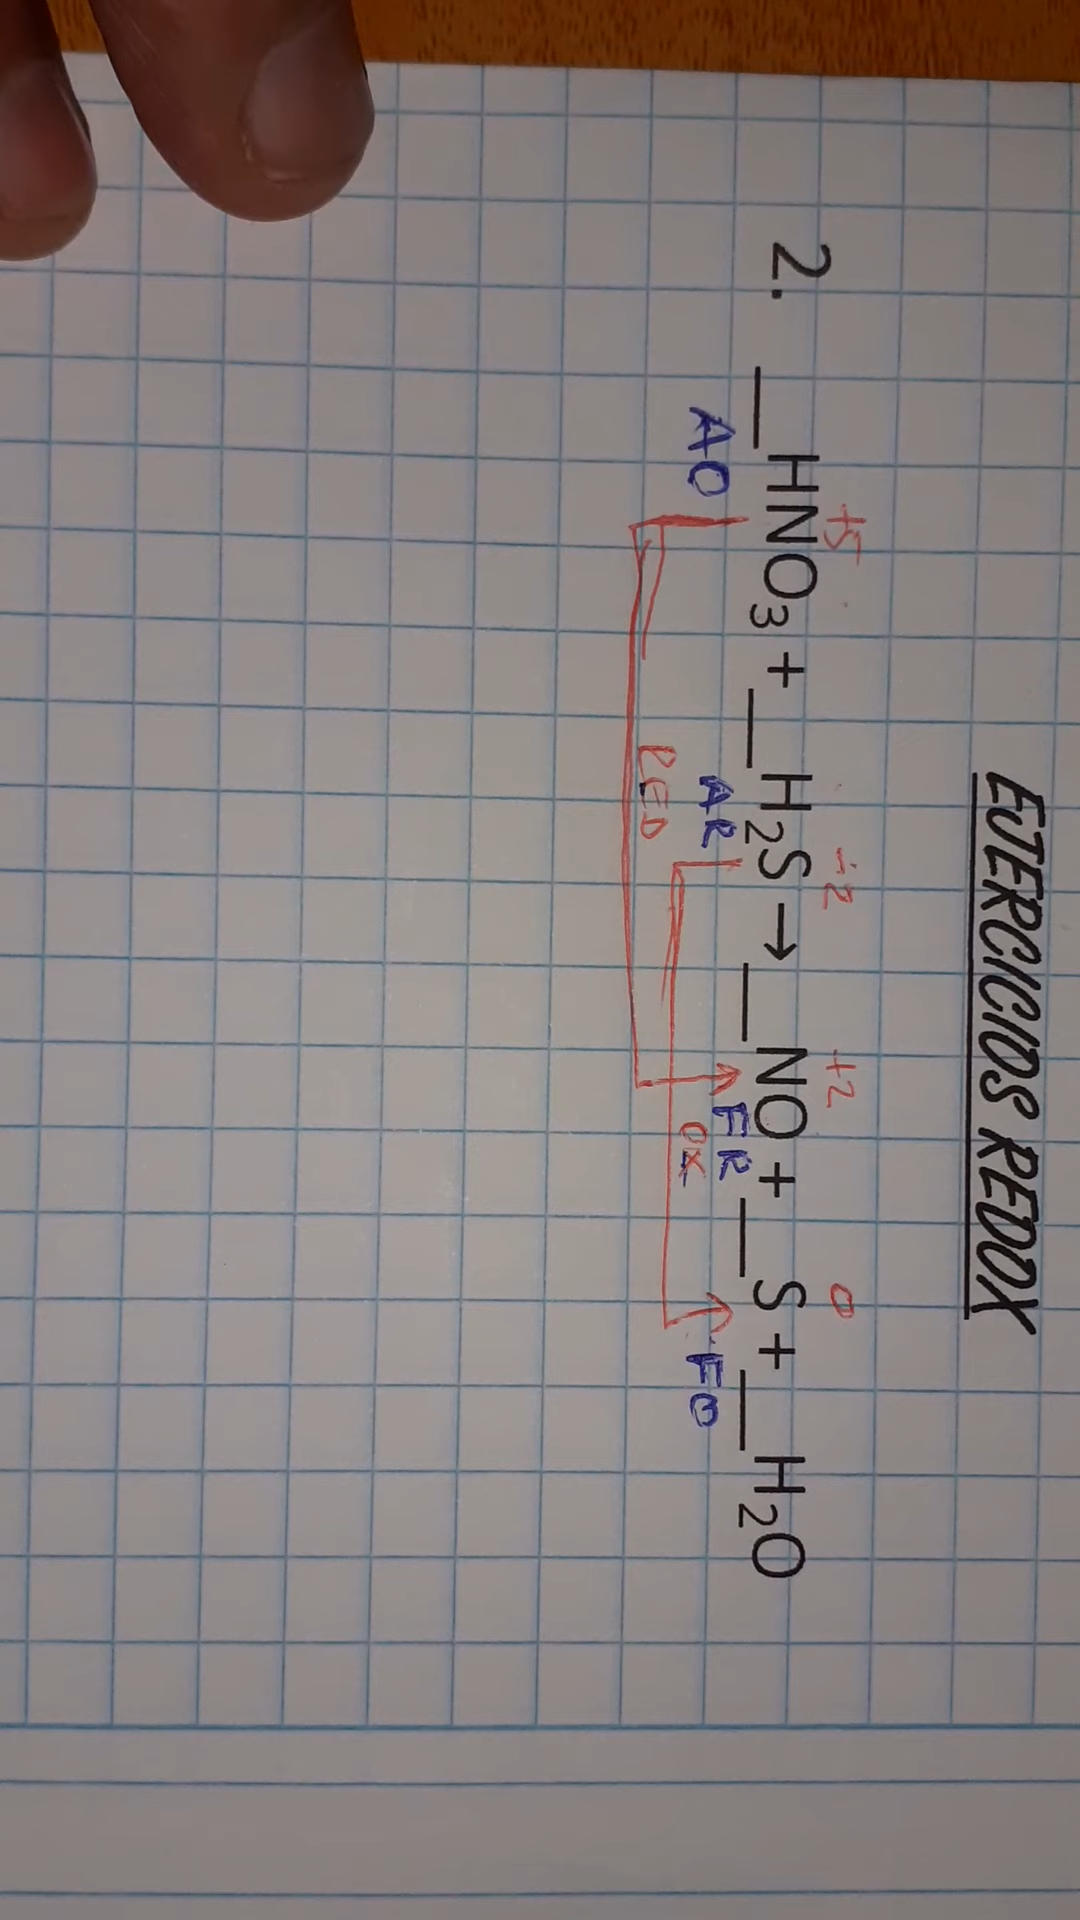 EJERCICIOS REDOX
+5 -2 +2 0
2. __HNO₃ + __H₂S → __NO + __S + __H₂O
AO AR FR FO
RED OX